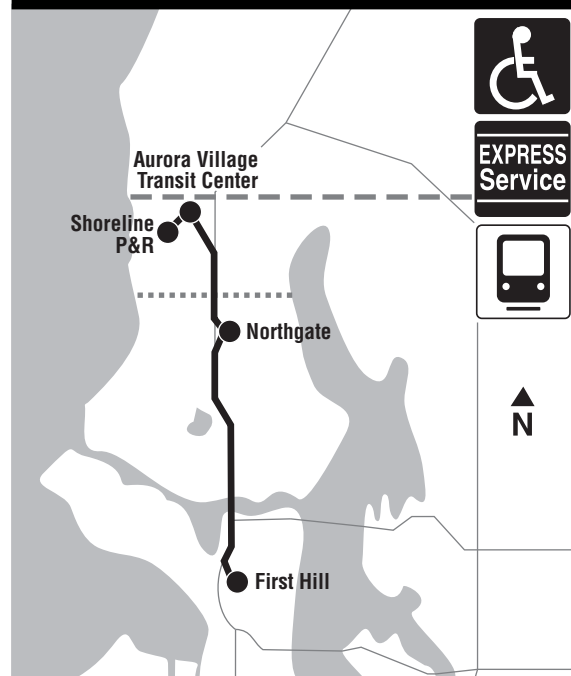 EXPRESS
Service
Aurora Village
Transit Center
Shoreline
P&R
Northgate
N
First Hill